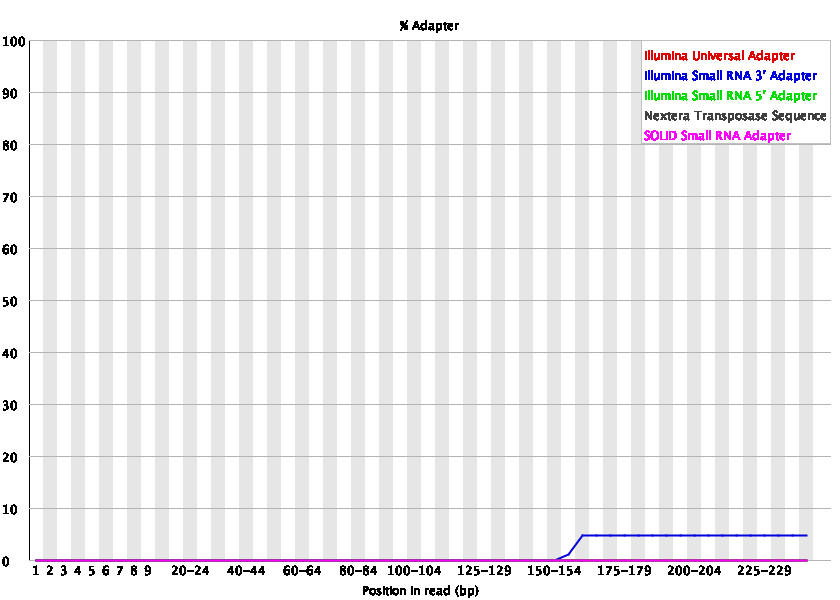 % Adapter
100
90
80
70
60
50
40
30
20
10
0
Illumina Universal Adapter
Illumina Small RNA 3' Adapter
Illumina Small RNA 5' Adapter
Nextera Transposase Sequence
SOLID Small RNA Adapter
1 2 3 4 5 6 7 8 9 20-24 40-44 60-64 80-84 100-104 125-129 150-154 175-179 200-204 225-229
Position in read (bp)